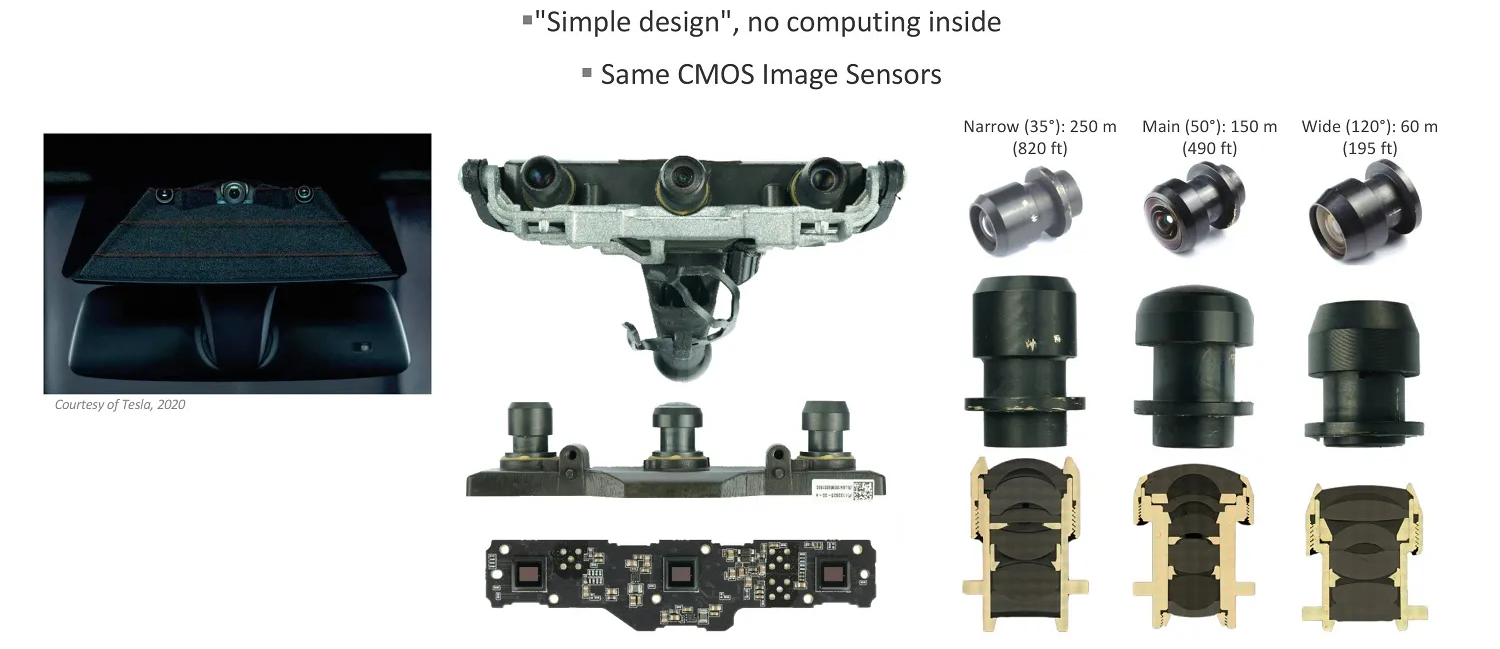 "Simple design", no computing inside
Same CMOS Image Sensors
Narrow (35°): 250 m
(820 ft)
Main (50°): 150 m
(490 ft)
Wide (120°): 60 m
(195 ft)
Courtesy of Tesla, 2020